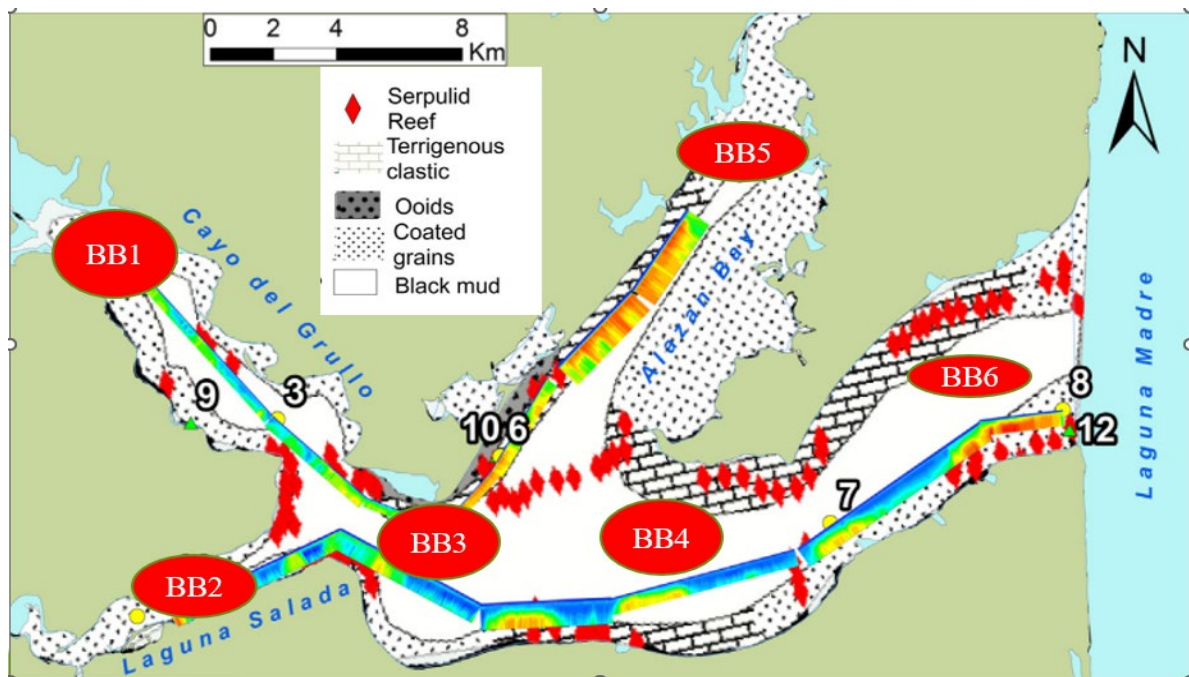 0 2 4 8
Km
N
Serpulid
Reef
Terrigenous
clastic
Ooids
Coated
grains
Black mud
BB5
BB1
Cayo del Grullo
Alazan Bay
Laguna Madre
BB6
9
3
8
10
6
12
7
BB3
BB4
BB2
Laguna Salada